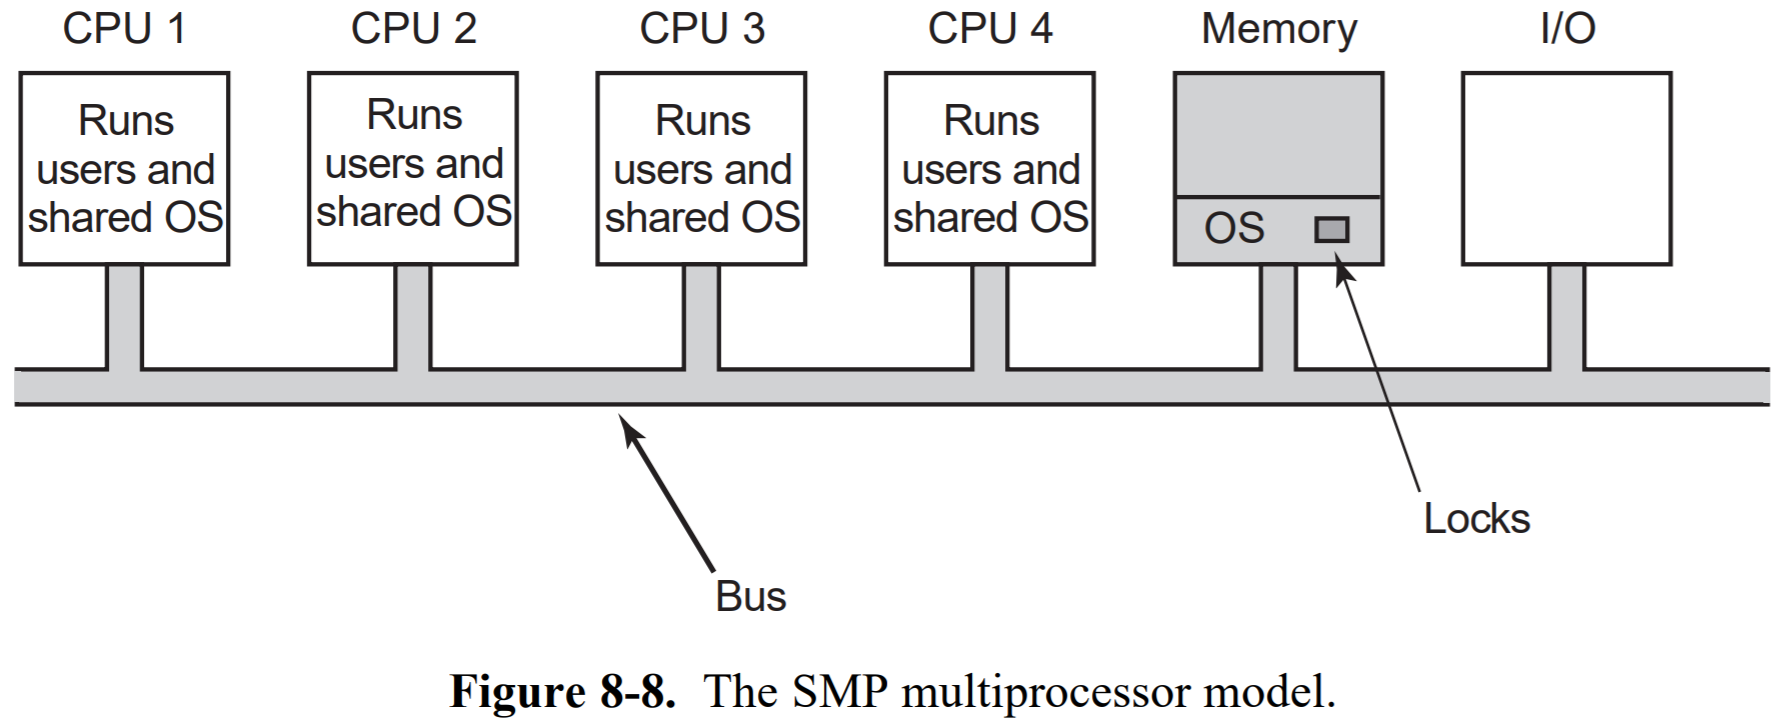 CPU 1
CPU 2
CPU 3
CPU 4
Memory
I/O
Runs
users and
shared OS
Runs
users and
shared OS
Runs
users and
shared OS
Runs
users and
shared OS
OS
Locks
Bus
Figure 8-8. The SMP multiprocessor model.